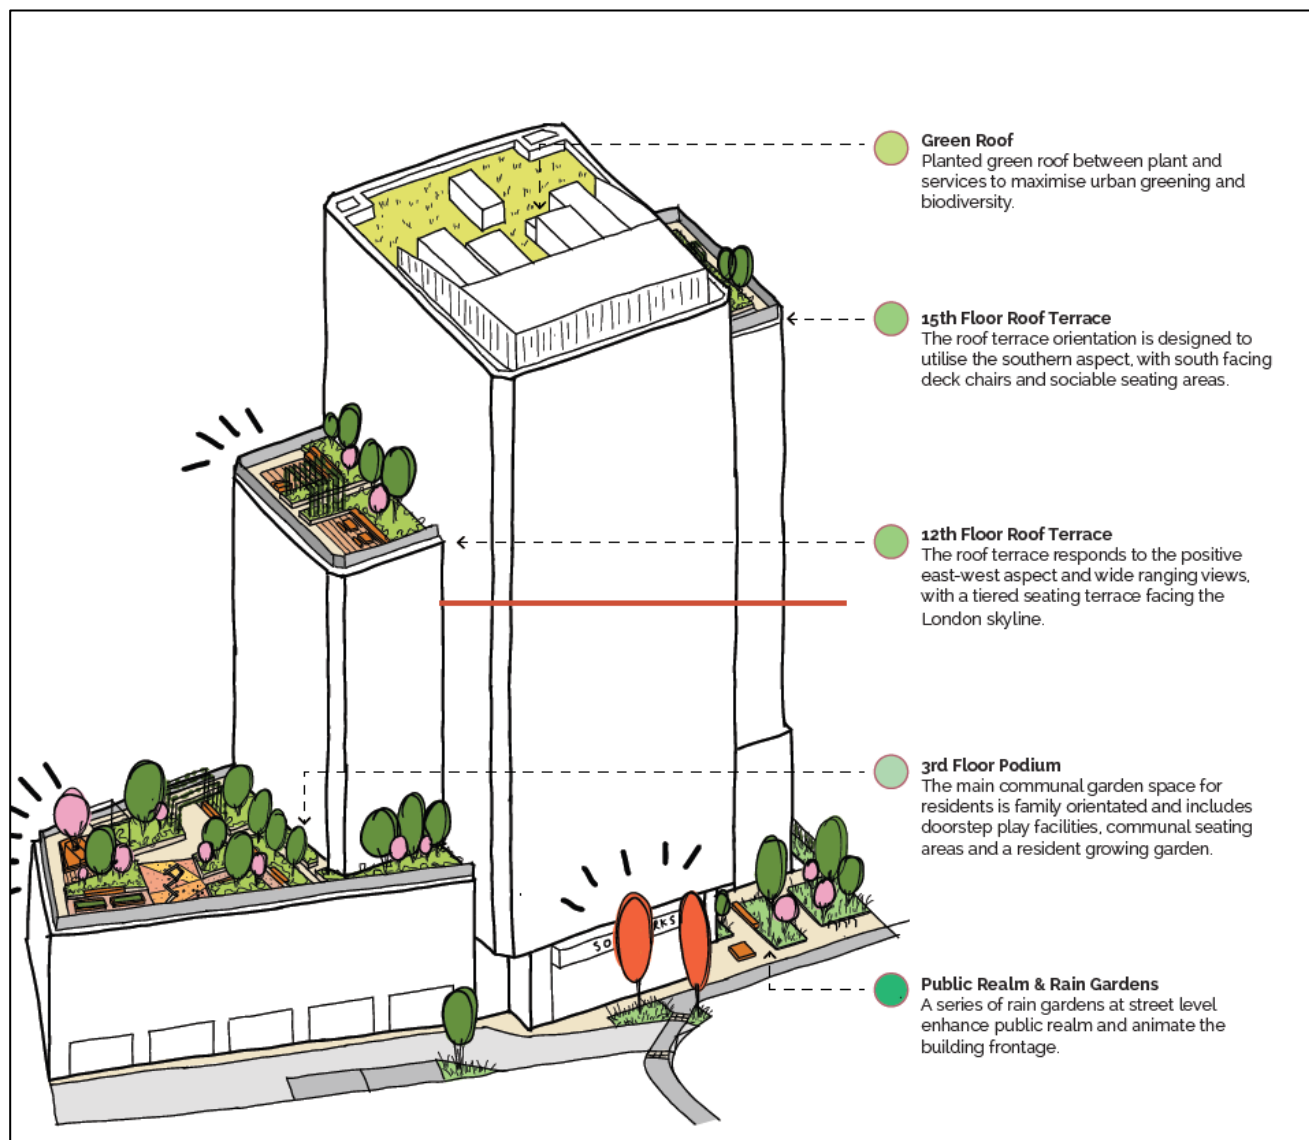 Green Roof
Planted green roof between plant and
services to maximise urban greening and
biodiversity.
15th Floor Roof Terrace
The roof terrace orientation is designed to
utilise the southern aspect, with south facing
deck chairs and sociable seating areas.
12th Floor Roof Terrace
The roof terrace responds to the positive
east-west aspect and wide ranging views,
with a tiered seating terrace facing the
London skyline.
3rd Floor Podium
The main communal garden space for
residents is family orientated and includes
doorstep play facilities, communal seating
areas and a resident growing garden.
Public Realm & Rain Gardens
A series of rain gardens at street level
enhance public realm and animate the
building frontage.